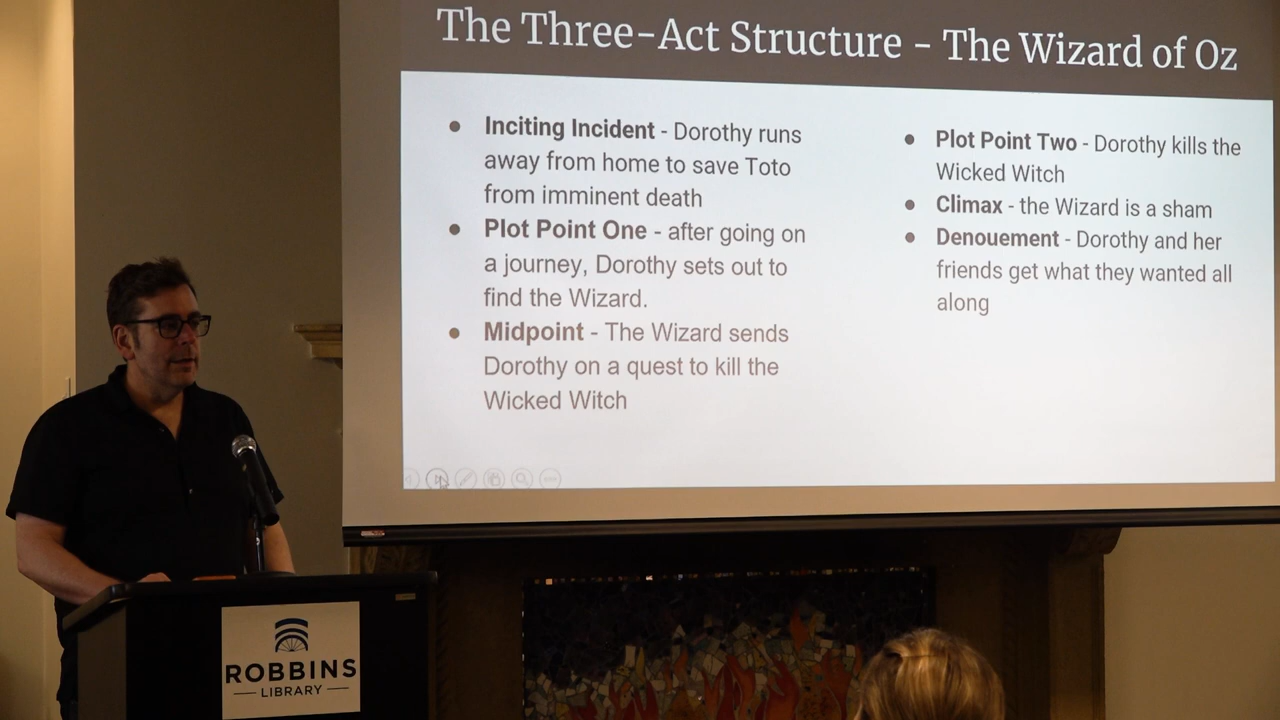 The Three-Act Structure - The Wizard of Oz
● Inciting Incident - Dorothy runs
away from home to save Toto
from imminent death
● Plot Point One - after going on
a journey, Dorothy sets out to
find the Wizard.
● Midpoint - The Wizard sends
Dorothy on a quest to kill the
Wicked Witch
● Plot Point Two - Dorothy kills the
Wicked Witch
● Climax - the Wizard is a sham
● Denouement - Dorothy and her
friends get what they wanted all
along
ROBBINS
LIBRARY